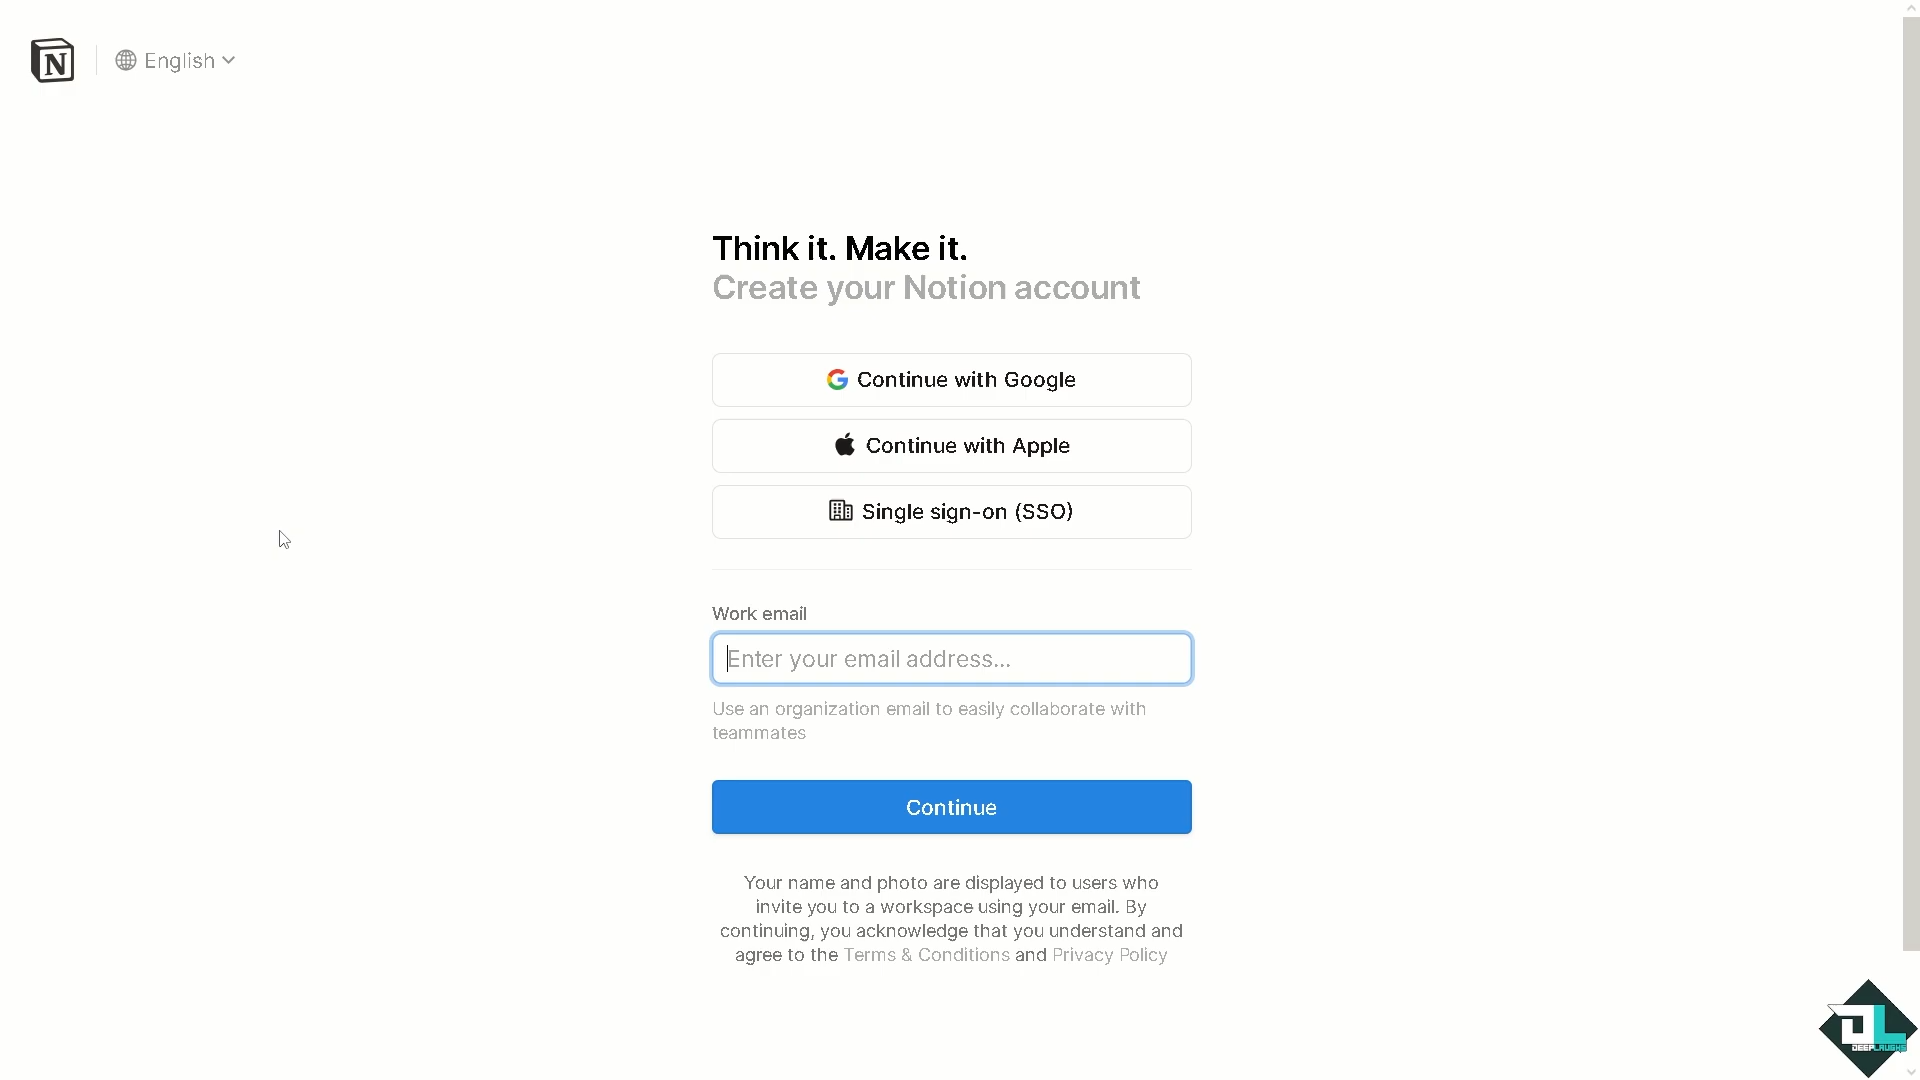 N
English
Think it. Make it.
Create your Notion account
Continue with Google
Continue with Apple
Single sign-on (SSO)
Work email
Enter your email address...
Use an organization email to easily collaborate with
teammates
Continue
Your name and photo are displayed to users who
invite you to a workspace using your email. By
continuing, you acknowledge that you understand and
agree to the Terms & Conditions and Privacy Policy
DL
DEEPLAUGHS